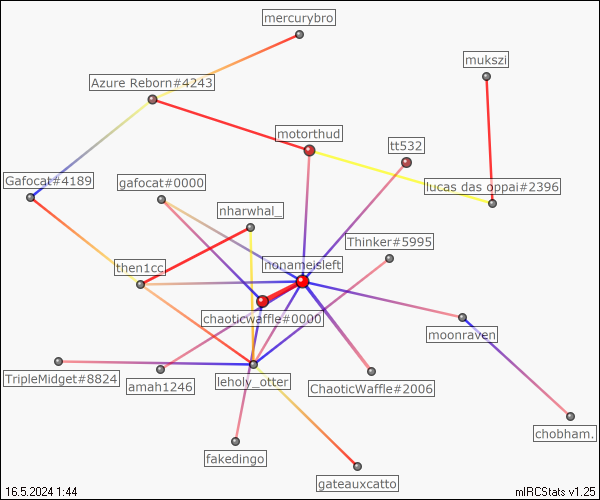 mercurybro
mukszi
Azure Reborn#4243
motorthud
tt532
Gafocat#4189
gafocat#0000
lucas das oppai#2396
nharwhal_
Thinker#5995
then1cc
nonameisleft
chaoticwaffle#0000
moonraven
TripleMidget#8824
amah1246
leholy_otter
ChaoticWaffle#2006
chobham.
fakedingo
gateauxcatto
16.5.2024 1:44
mIRCStats v1.25